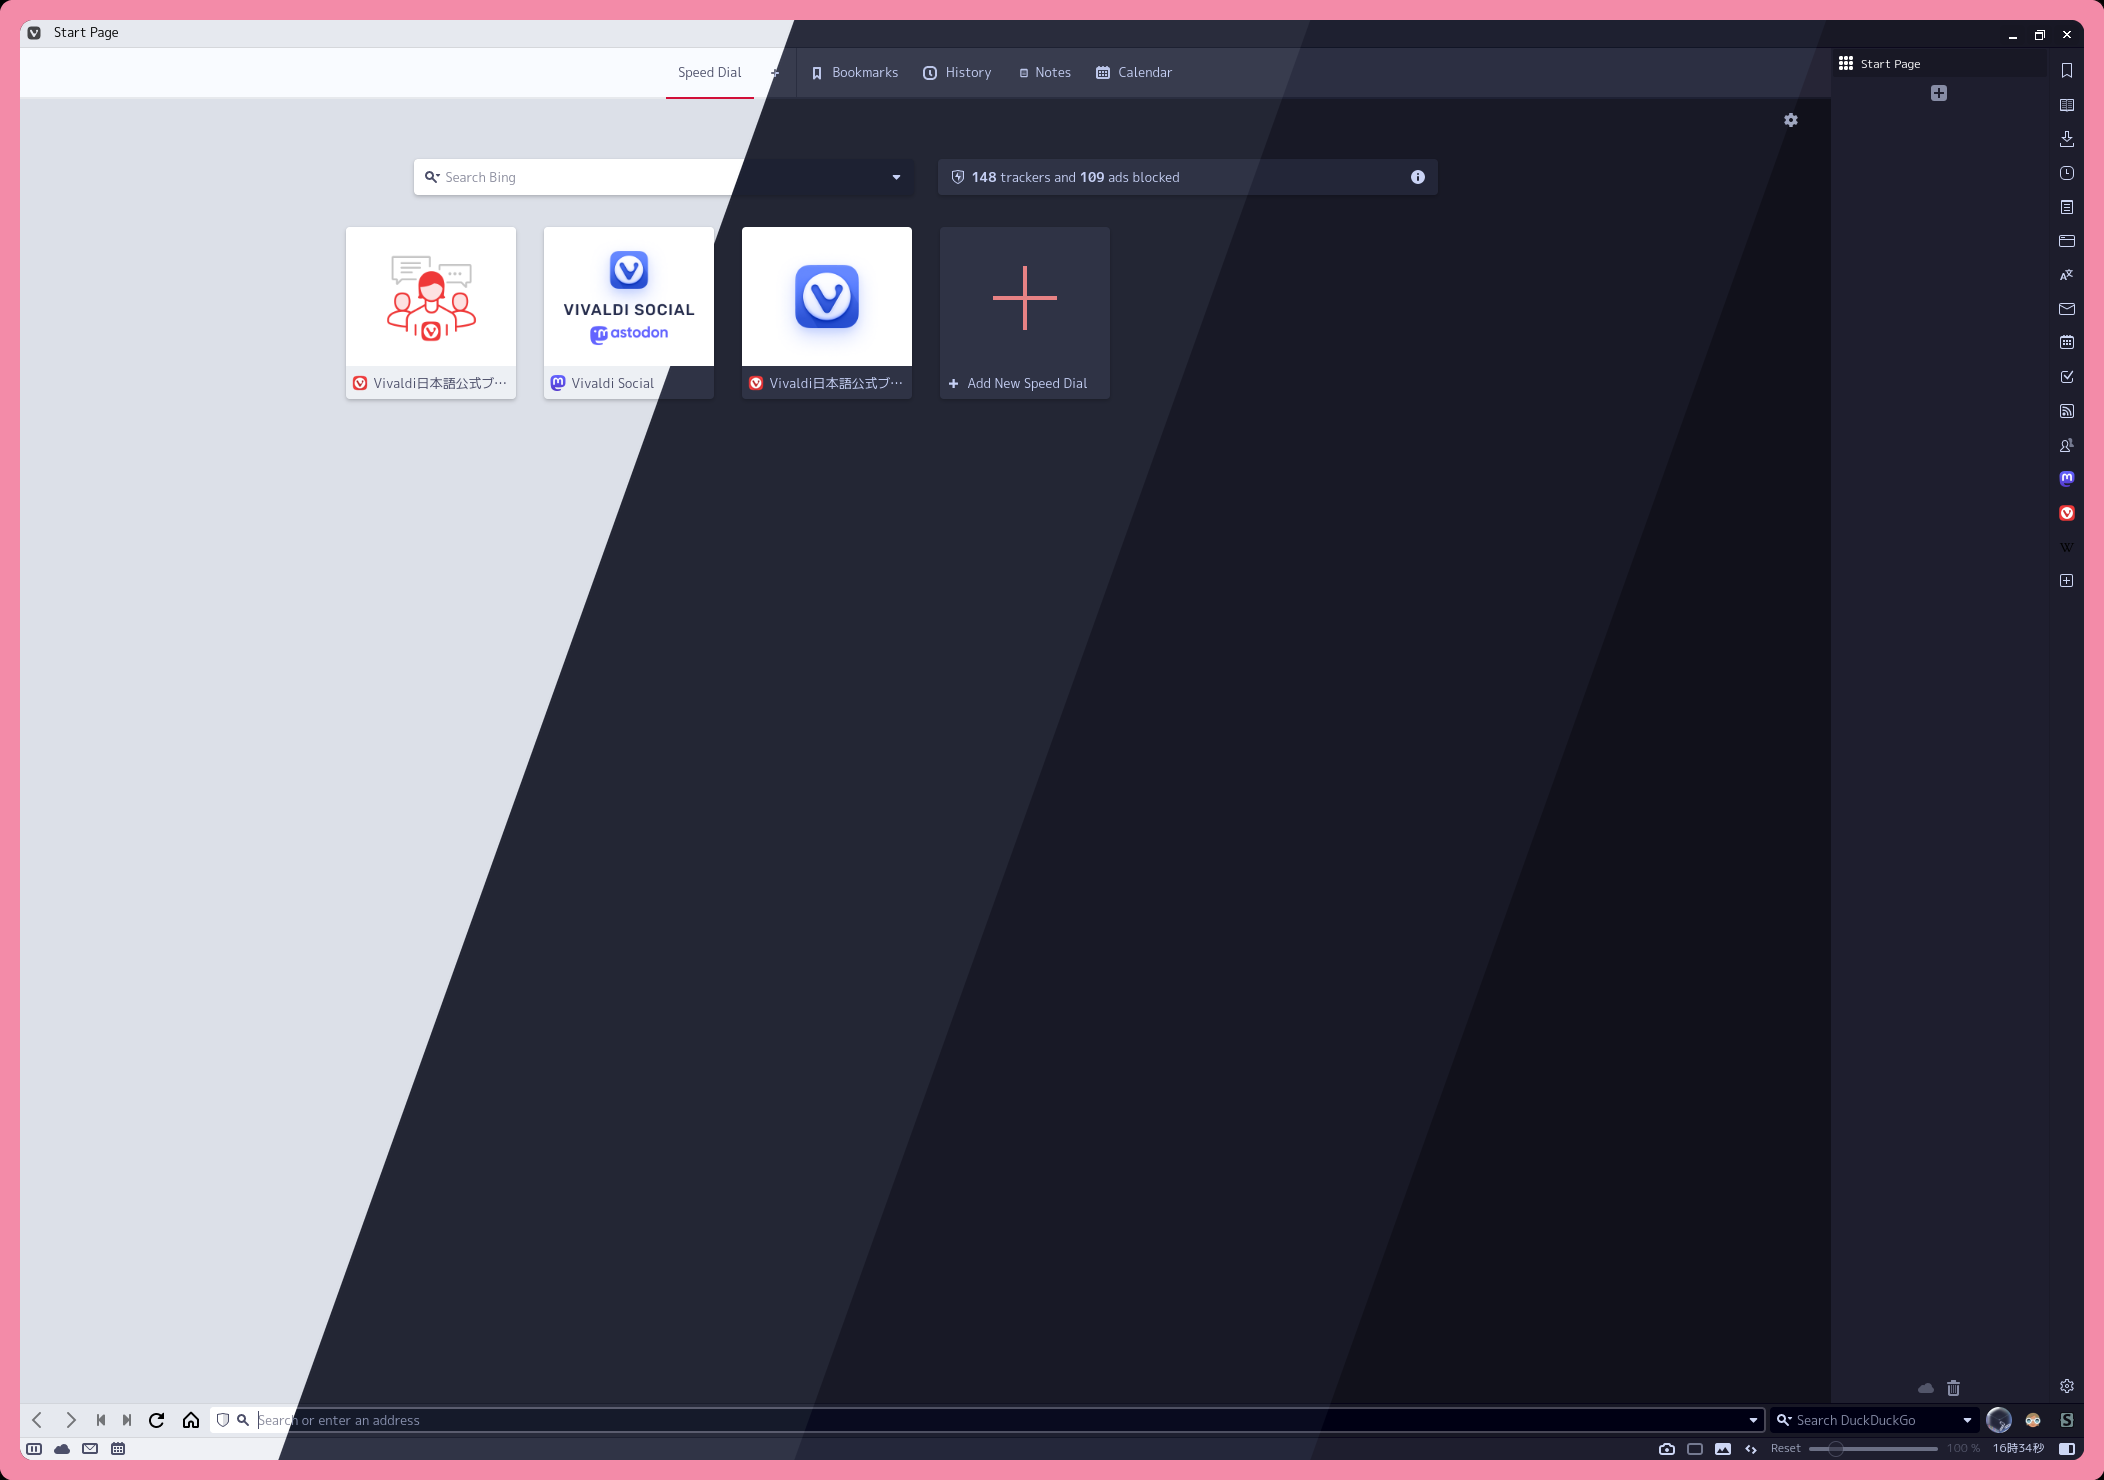 Start Page
Speed Dial
Bookmarks
History
Notes
Calendar
Start Page
Search Bing
148 trackers and 109 ads blocked
VIVALDI SOCIAL
mastodon
Vivaldi日本語公式ブ…
Vivaldi Social
Vivaldi日本語公式ブ…
Add New Speed Dial
Search or enter an address
Search DuckDuckGo
Reset
100 %
16時34秒